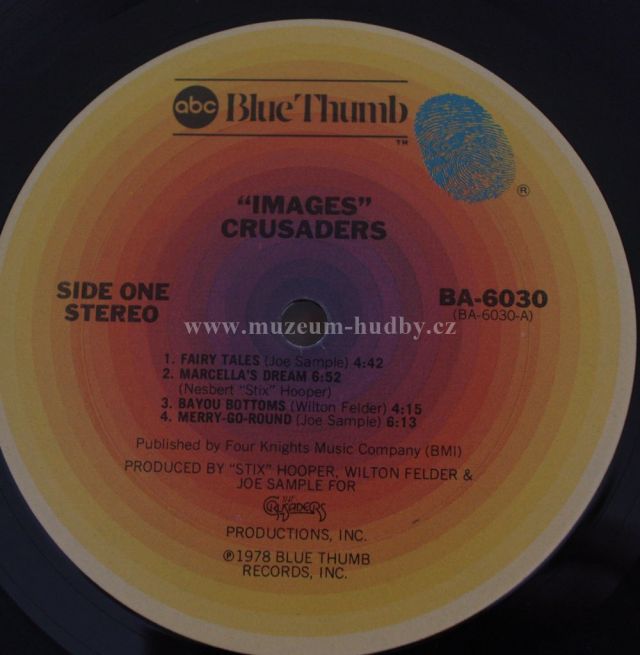 abc Blue Thumb
TM
®
"IMAGES"
CRUSADERS
SIDE ONE
STEREO
BA-6030
(BA-6030-A)
www.muzeum-hudby.cz
1. FAIRY TALES (Joe Sample) 4:42
2. MARCELLA'S DREAM 6:52
(Nesbert "Stix" Hooper)
3. BAYOU BOTTOMS (Wilton Felder) 4:15
4. MERRY-GO-ROUND (Joe Sample) 6:13
Published by Four Knights Music Company (BMI)
PRODUCED BY "STIX" HOOPER, WILTON FELDER &
JOE SAMPLE FOR
THE
CRUSADERS
PRODUCTIONS, INC.
℗1978 BLUE THUMB
RECORDS, INC.